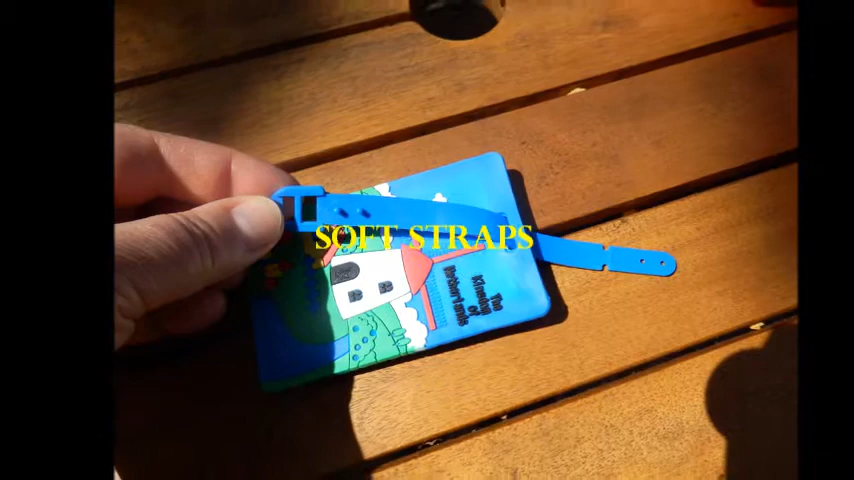 SOFT STRAPS
The
Kingdom
of
Netherlands